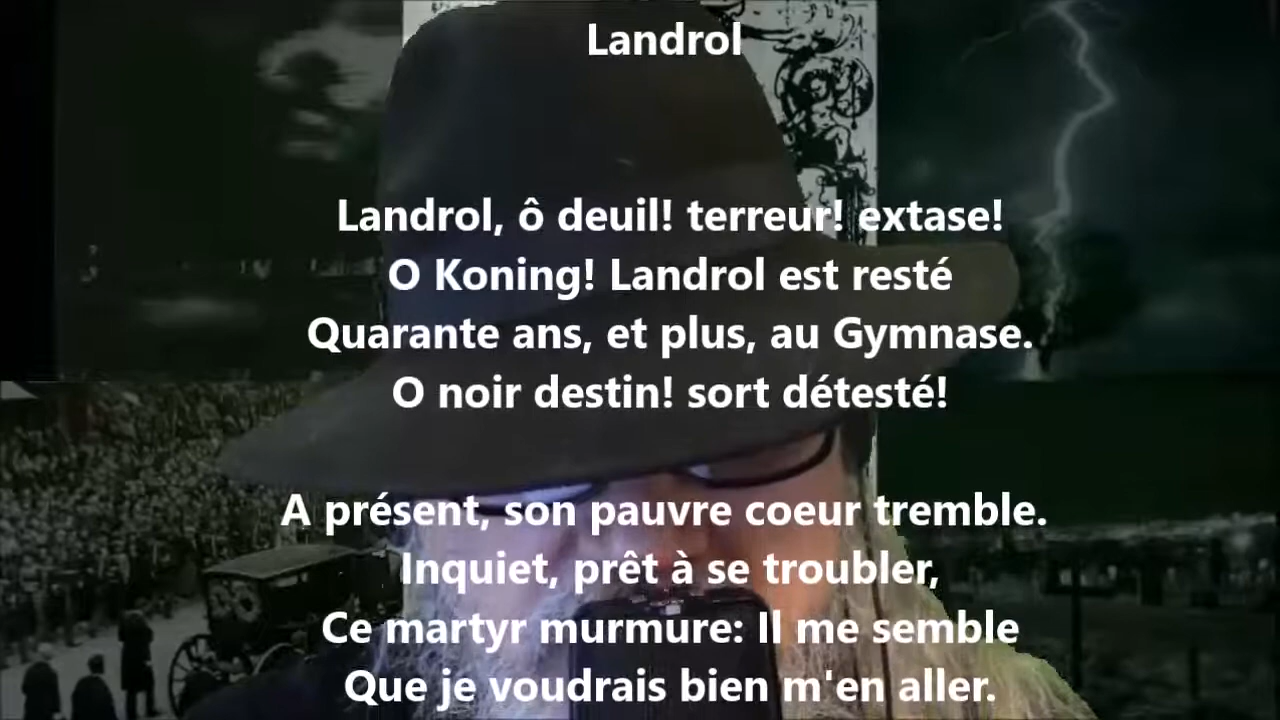 Landrol
Landrol, ô deuil! terreur! extase!
O Koning! Landrol est resté
Quarante ans, et plus, au Gymnase.
O noir destin! sort détesté!
A présent, son pauvre coeur tremble.
Inquiet, prêt à se troubler,
Ce martyr murmure: Il me semble
Que je voudrais bien m'en aller.